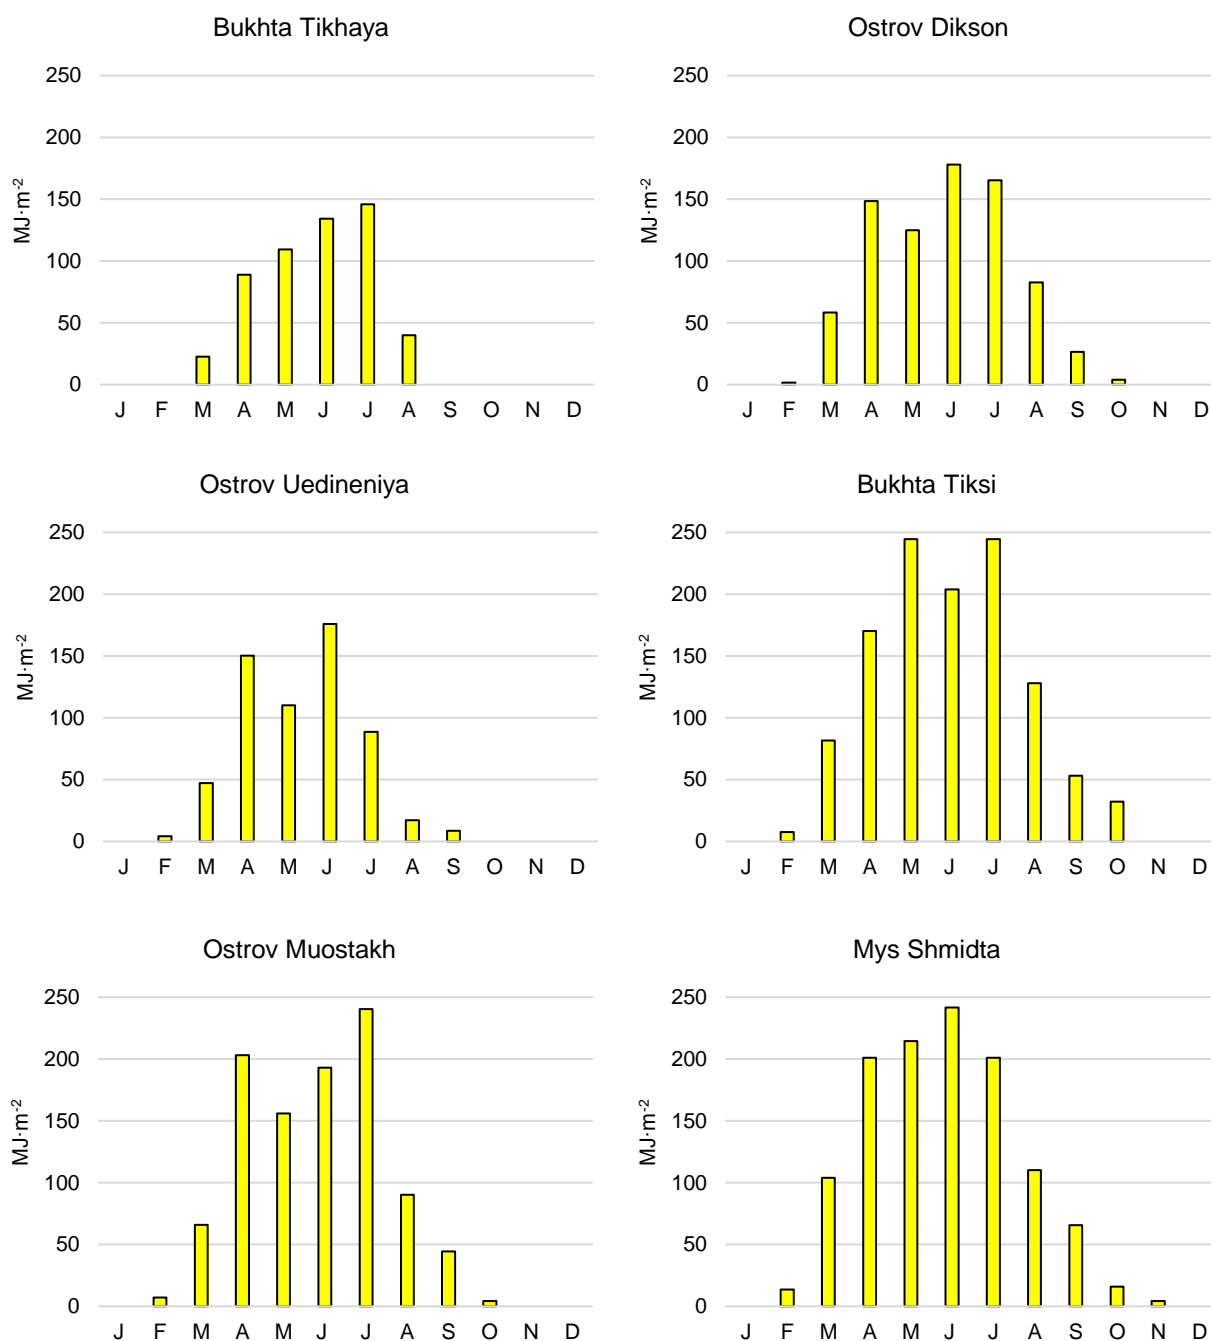 Bukhta Tikhaya
250
200
150
100
50
0
MJ·m-2
J F M A M J J A S O N D
Ostrov Dikson
250
200
150
100
50
0
MJ·m-2
J F M A M J J A S O N D
Ostrov Uedineniya
250
200
150
100
50
0
MJ·m-2
J F M A M J J A S O N D
Bukhta Tiksi
250
200
150
100
50
0
MJ·m-2
J F M A M J J A S O N D
Ostrov Muostakh
250
200
150
100
50
0
MJ·m-2
J F M A M J J A S O N D
Mys Shmidta
250
200
150
100
50
0
MJ·m-2
J F M A M J J A S O N D